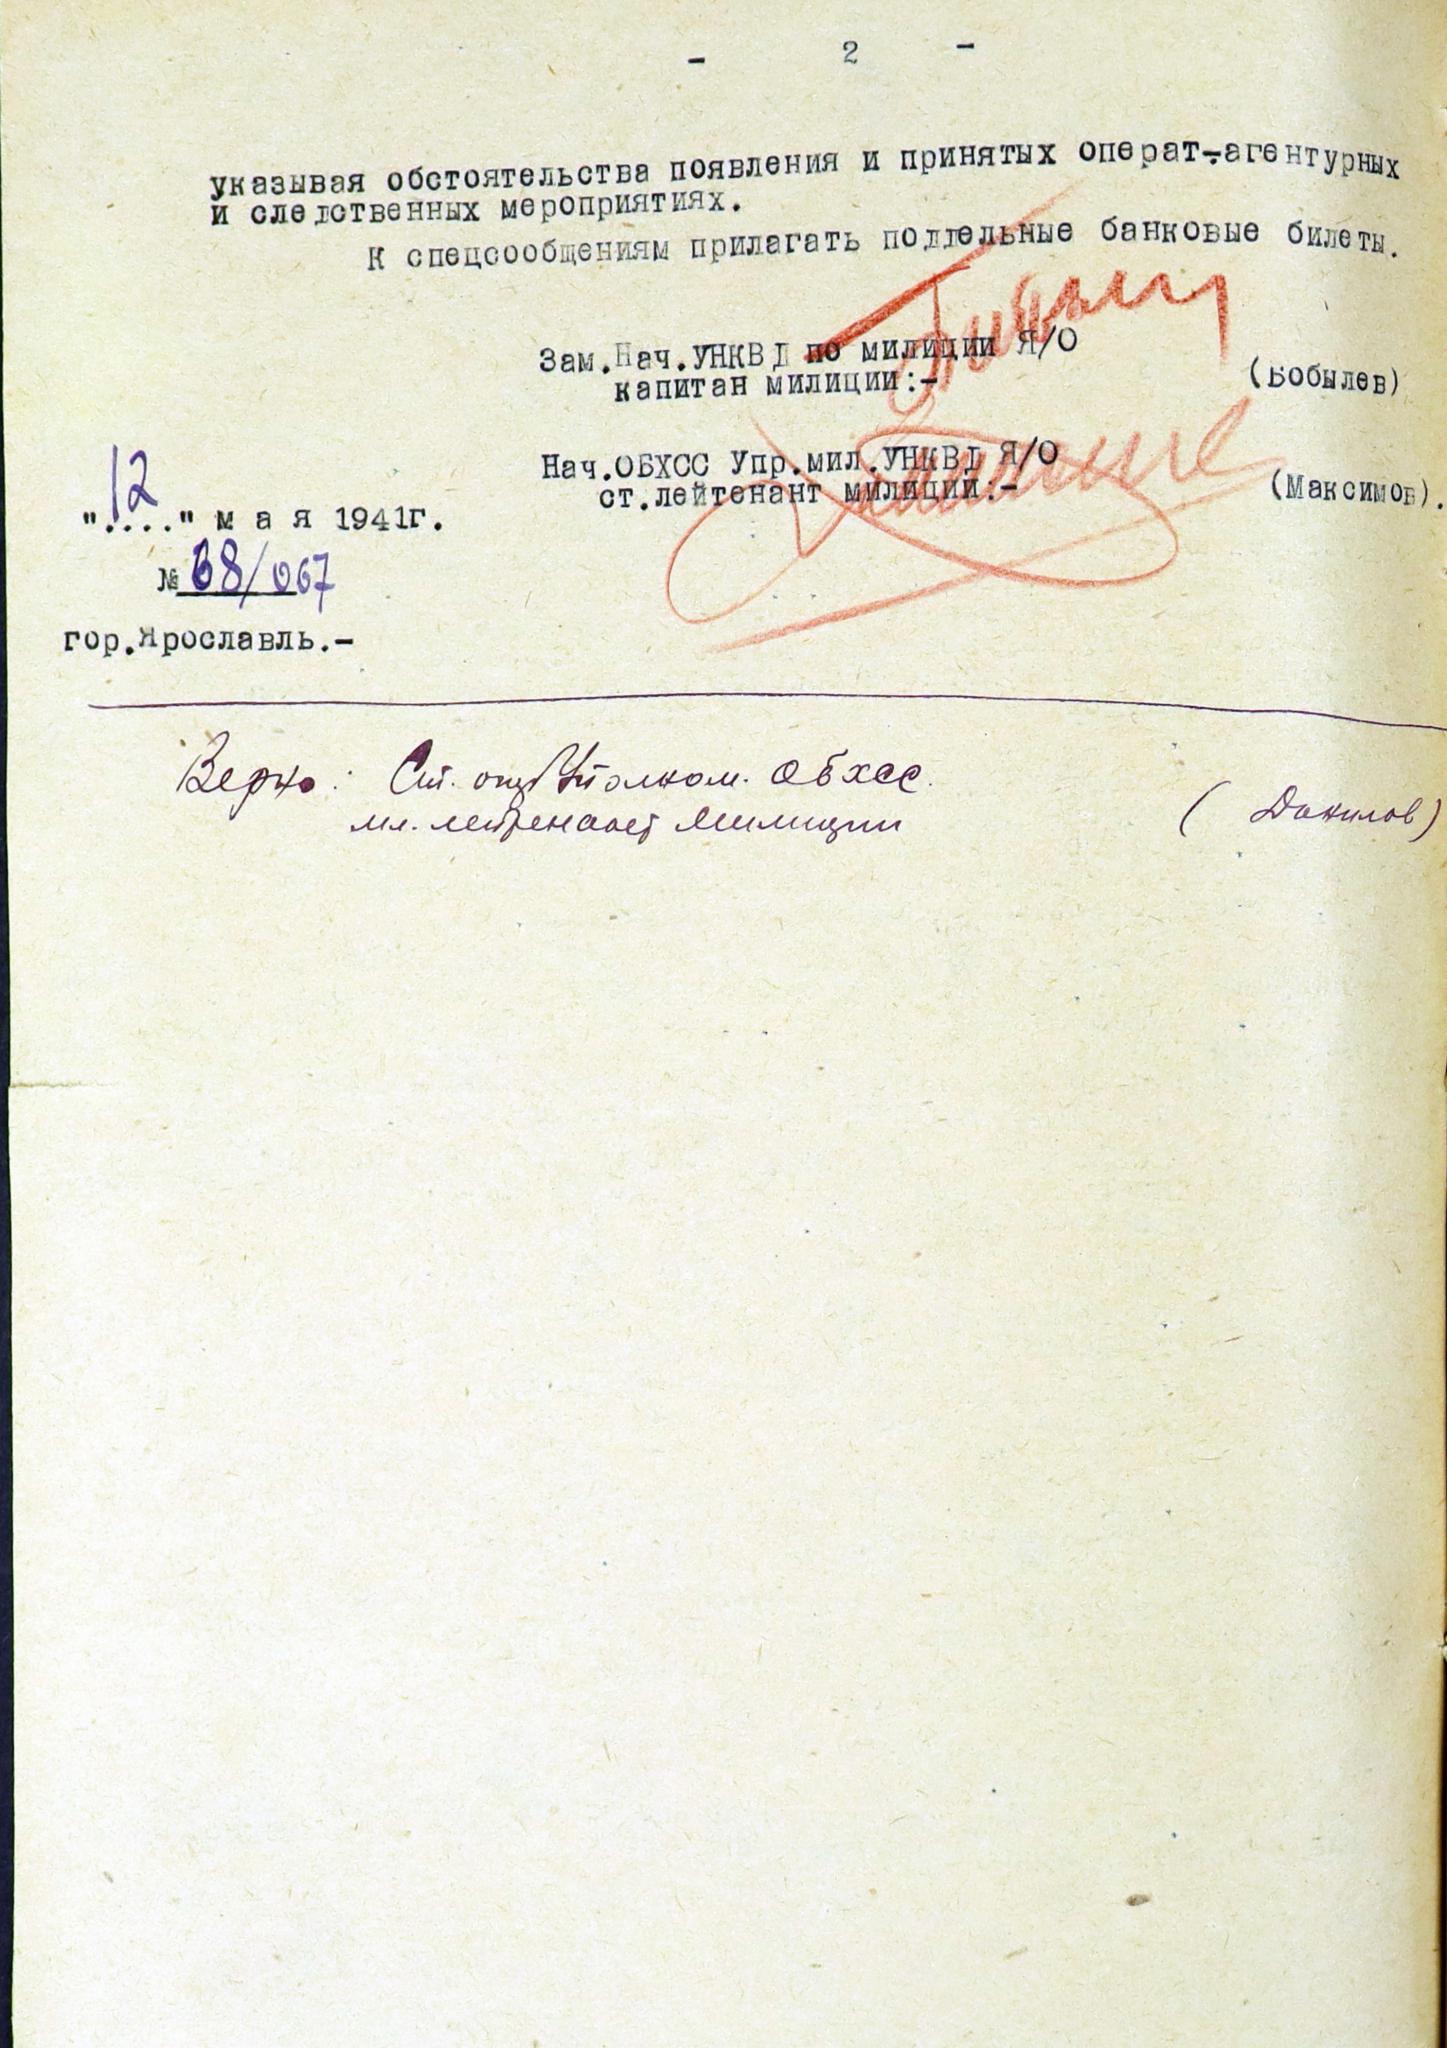 - 2 -
указывая обстоятельства появления и принятых операт-агентурных
и следственных мероприятиях.
К спецсообщениям прилагать поддельные банковые билеты.
Зам.Нач.УНКВД по милиции Я/О
капитан милиции:-
(Бобылев)
Нач.ОБХСС Упр.мил.УНКВД Я/О
ст.лейтенант милиции:-
(Максимов).
"12" м а я 1941г.
№ 68/067
гор.Ярославль.-
Верно: Ст. оперуполном. ОБХСС.
мл. лейтенант милиции
(Данилов)